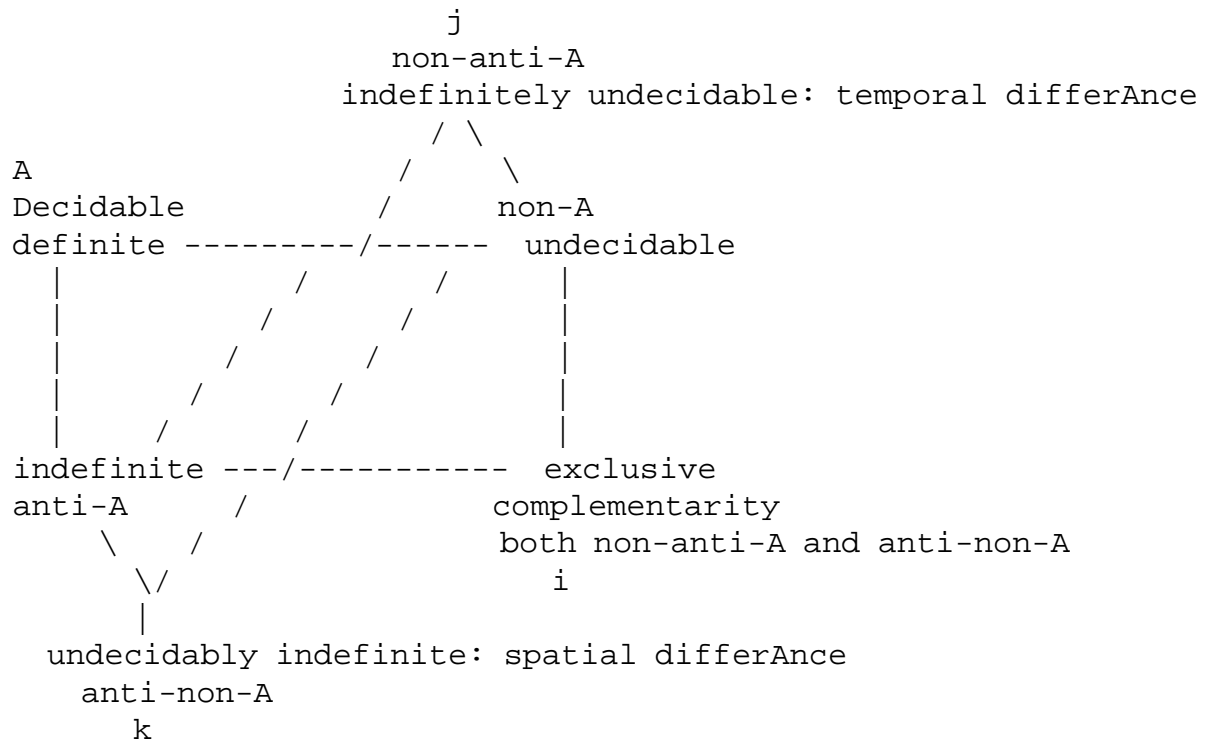 j
non-anti-A
indefinitely undecidable: temporal differAnce
/ \
A / \
Decidable / non-A
definite ---------/------ undecidable
| / / |
| / / |
| / / |
| / / |
| / / |
indefinite ---/----------- exclusive
anti-A / complementarity
\ / both non-anti-A and anti-non-A
\/ i
|
undecidably indefinite: spatial differAnce
anti-non-A
k